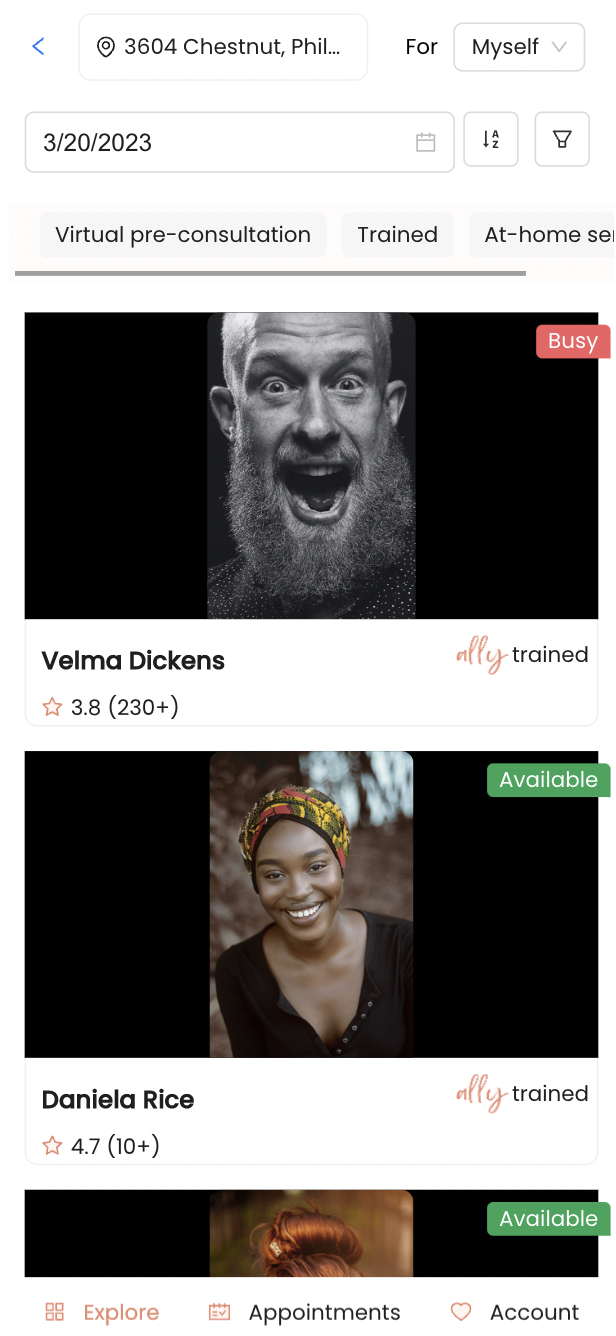 3604 Chestnut, Phil...
For
Myself
3/20/2023
A
Z
Virtual pre-consultation
Trained
At-home ser
Busy
Velma Dickens
ally trained
3.8 (230+)
Available
Daniela Rice
ally trained
4.7 (10+)
Available
Explore
Appointments
Account